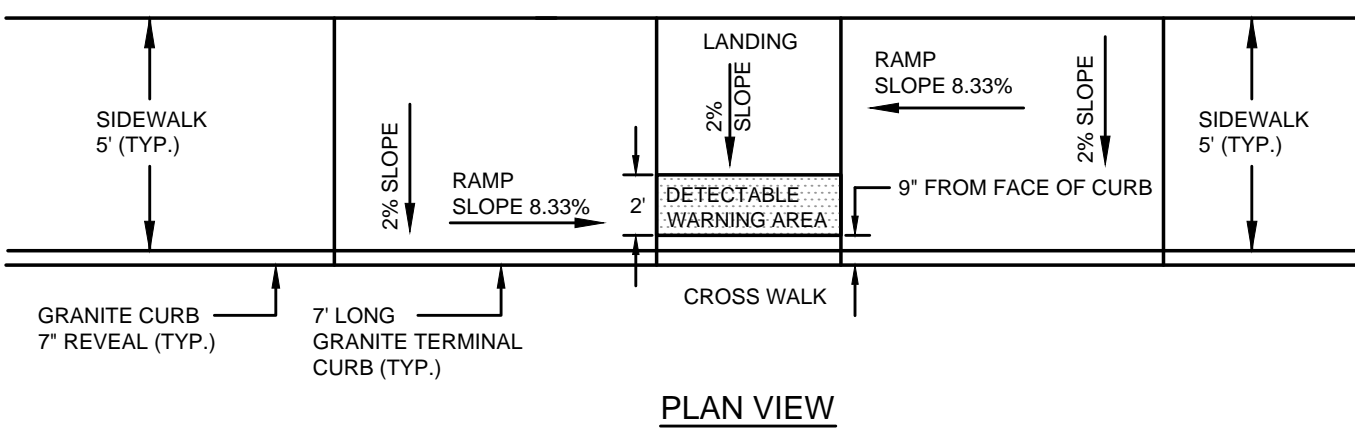 LANDING
2%
SLOPE
RAMP
SLOPE 8.33%
2% SLOPE
SIDEWALK
5' (TYP.)
SIDEWALK
5' (TYP.)
2% SLOPE
RAMP
SLOPE 8.33%
2'
DETECTABLE
WARNING AREA
9" FROM FACE OF CURB
CROSS WALK
GRANITE CURB
7" REVEAL (TYP.)
7' LONG
GRANITE TERMINAL
CURB (TYP.)
PLAN VIEW